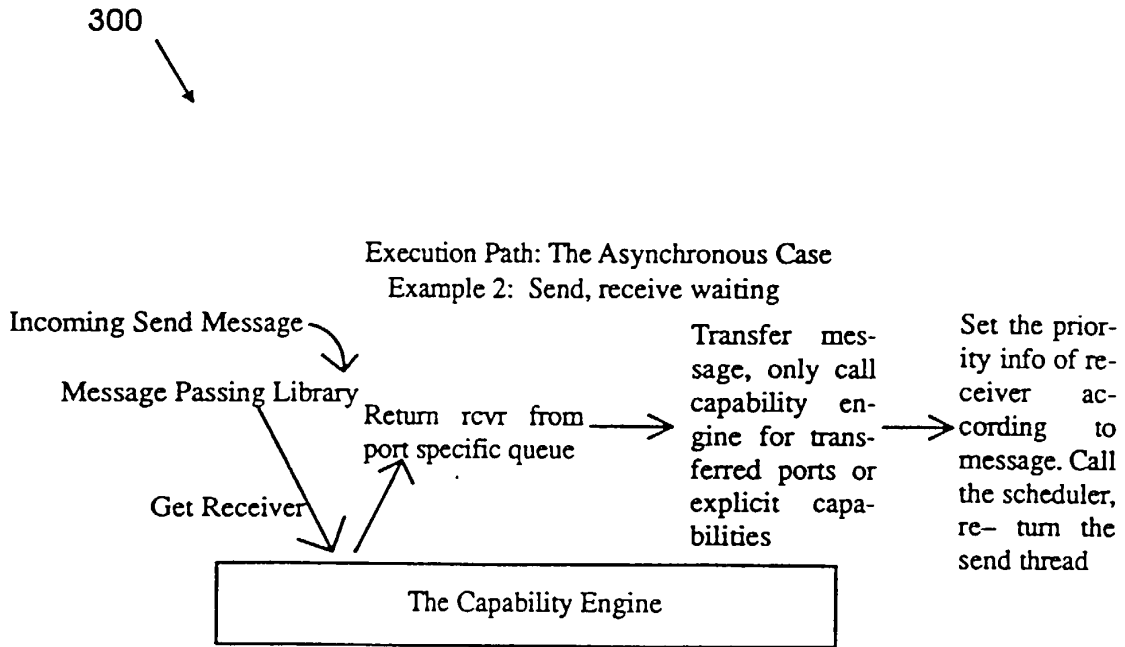 300
Execution Path: The Asynchronous Case
Example 2: Send, receive waiting
Incoming Send Message
Message Passing Library
Get Receiver
Return rcvr from
port specific queue
Transfer mes-
sage, only call
capability en-
gine for trans-
ferred ports or
explicit capa-
bilities
Set the prior-
ity info of re-
ceiver ac-
cording to
message. Call
the scheduler,
re– turn the
send thread
The Capability Engine